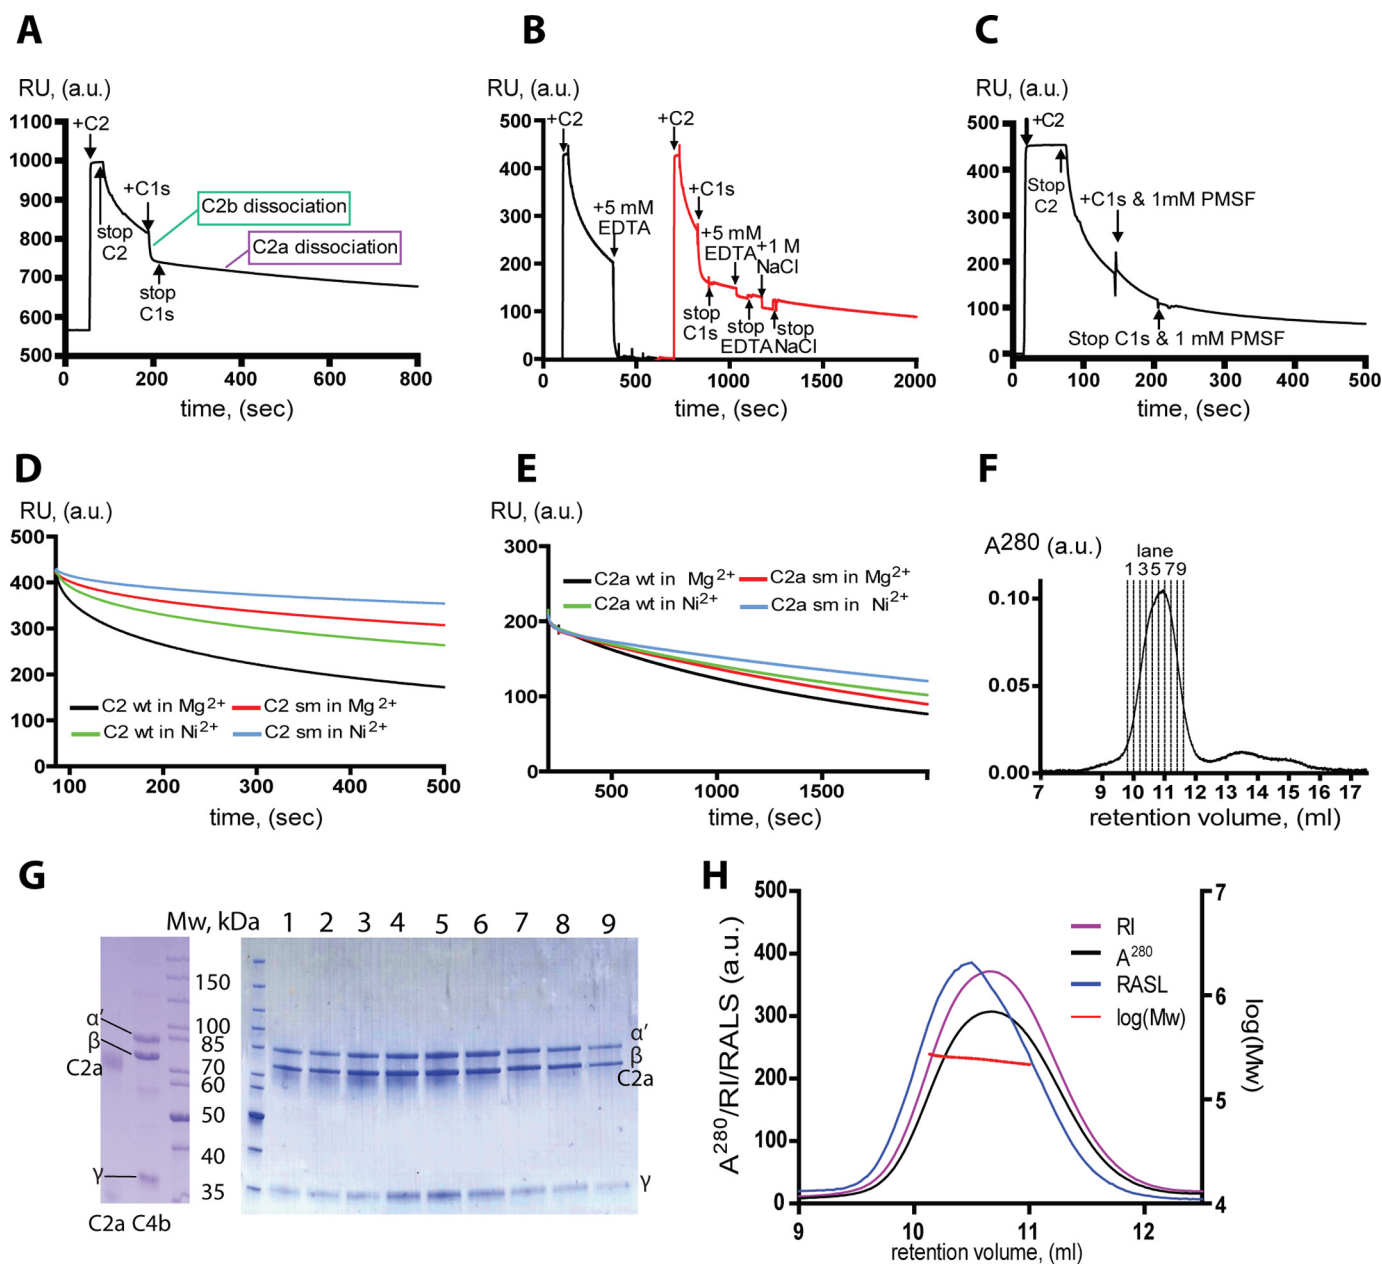 A
RU, (a.u.)
1100
1000
900
800
700
600
500
+C2
stop
C2
+C1s
C2b dissociation
C2a dissociation
stop
C1s
0 200 400 600 800
time, (sec)
B
RU, (a.u.)
500
400
300
200
100
0
+C2
+5 mM
EDTA
+C2
+C1s
+5 mM
EDTA
+1 M
NaCl
stop
C1s
stop
EDTA
stop
NaCl
0 500 1000 1500 2000
time, (sec)
C
RU, (a.u.)
500
400
300
200
100
0
+C2
Stop
C2
+C1s & 1mM PMSF
Stop C1s & 1 mM PMSF
0 100 200 300 400 500
time, (sec)
D
RU, (a.u.)
500
400
300
200
100
0
C2 wt in Mg2+ C2 sm in Mg2+
C2 wt in Ni2+ C2 sm in Ni2+
100 200 300 400 500
time, (sec)
E
RU, (a.u.)
300
200
100
0
C2a wt in Mg2+ C2a sm in Mg2+
C2a wt in Ni2+ C2a sm in Ni2+
500 1000 1500
time, (sec)
F
A280 (a.u.)
lane
1 3 5 7 9
0.10
0.05
0.00
7 9 10 11 12 13 14 15 16 17
retention volume, (ml)
G
Mw, kDa 1 2 3 4 5 6 7 8 9
150
100
85
70
60
50
40
35
α'
β
C2a
γ
α'
β
C2a
γ
C2a C4b
H
A280/RI/RALS (a.u.)
500
400
300
200
100
0
RI
A280
RASL
log(Mw)
7
6
5
4
log(Mw)
9 10 11 12
retention volume, (ml)